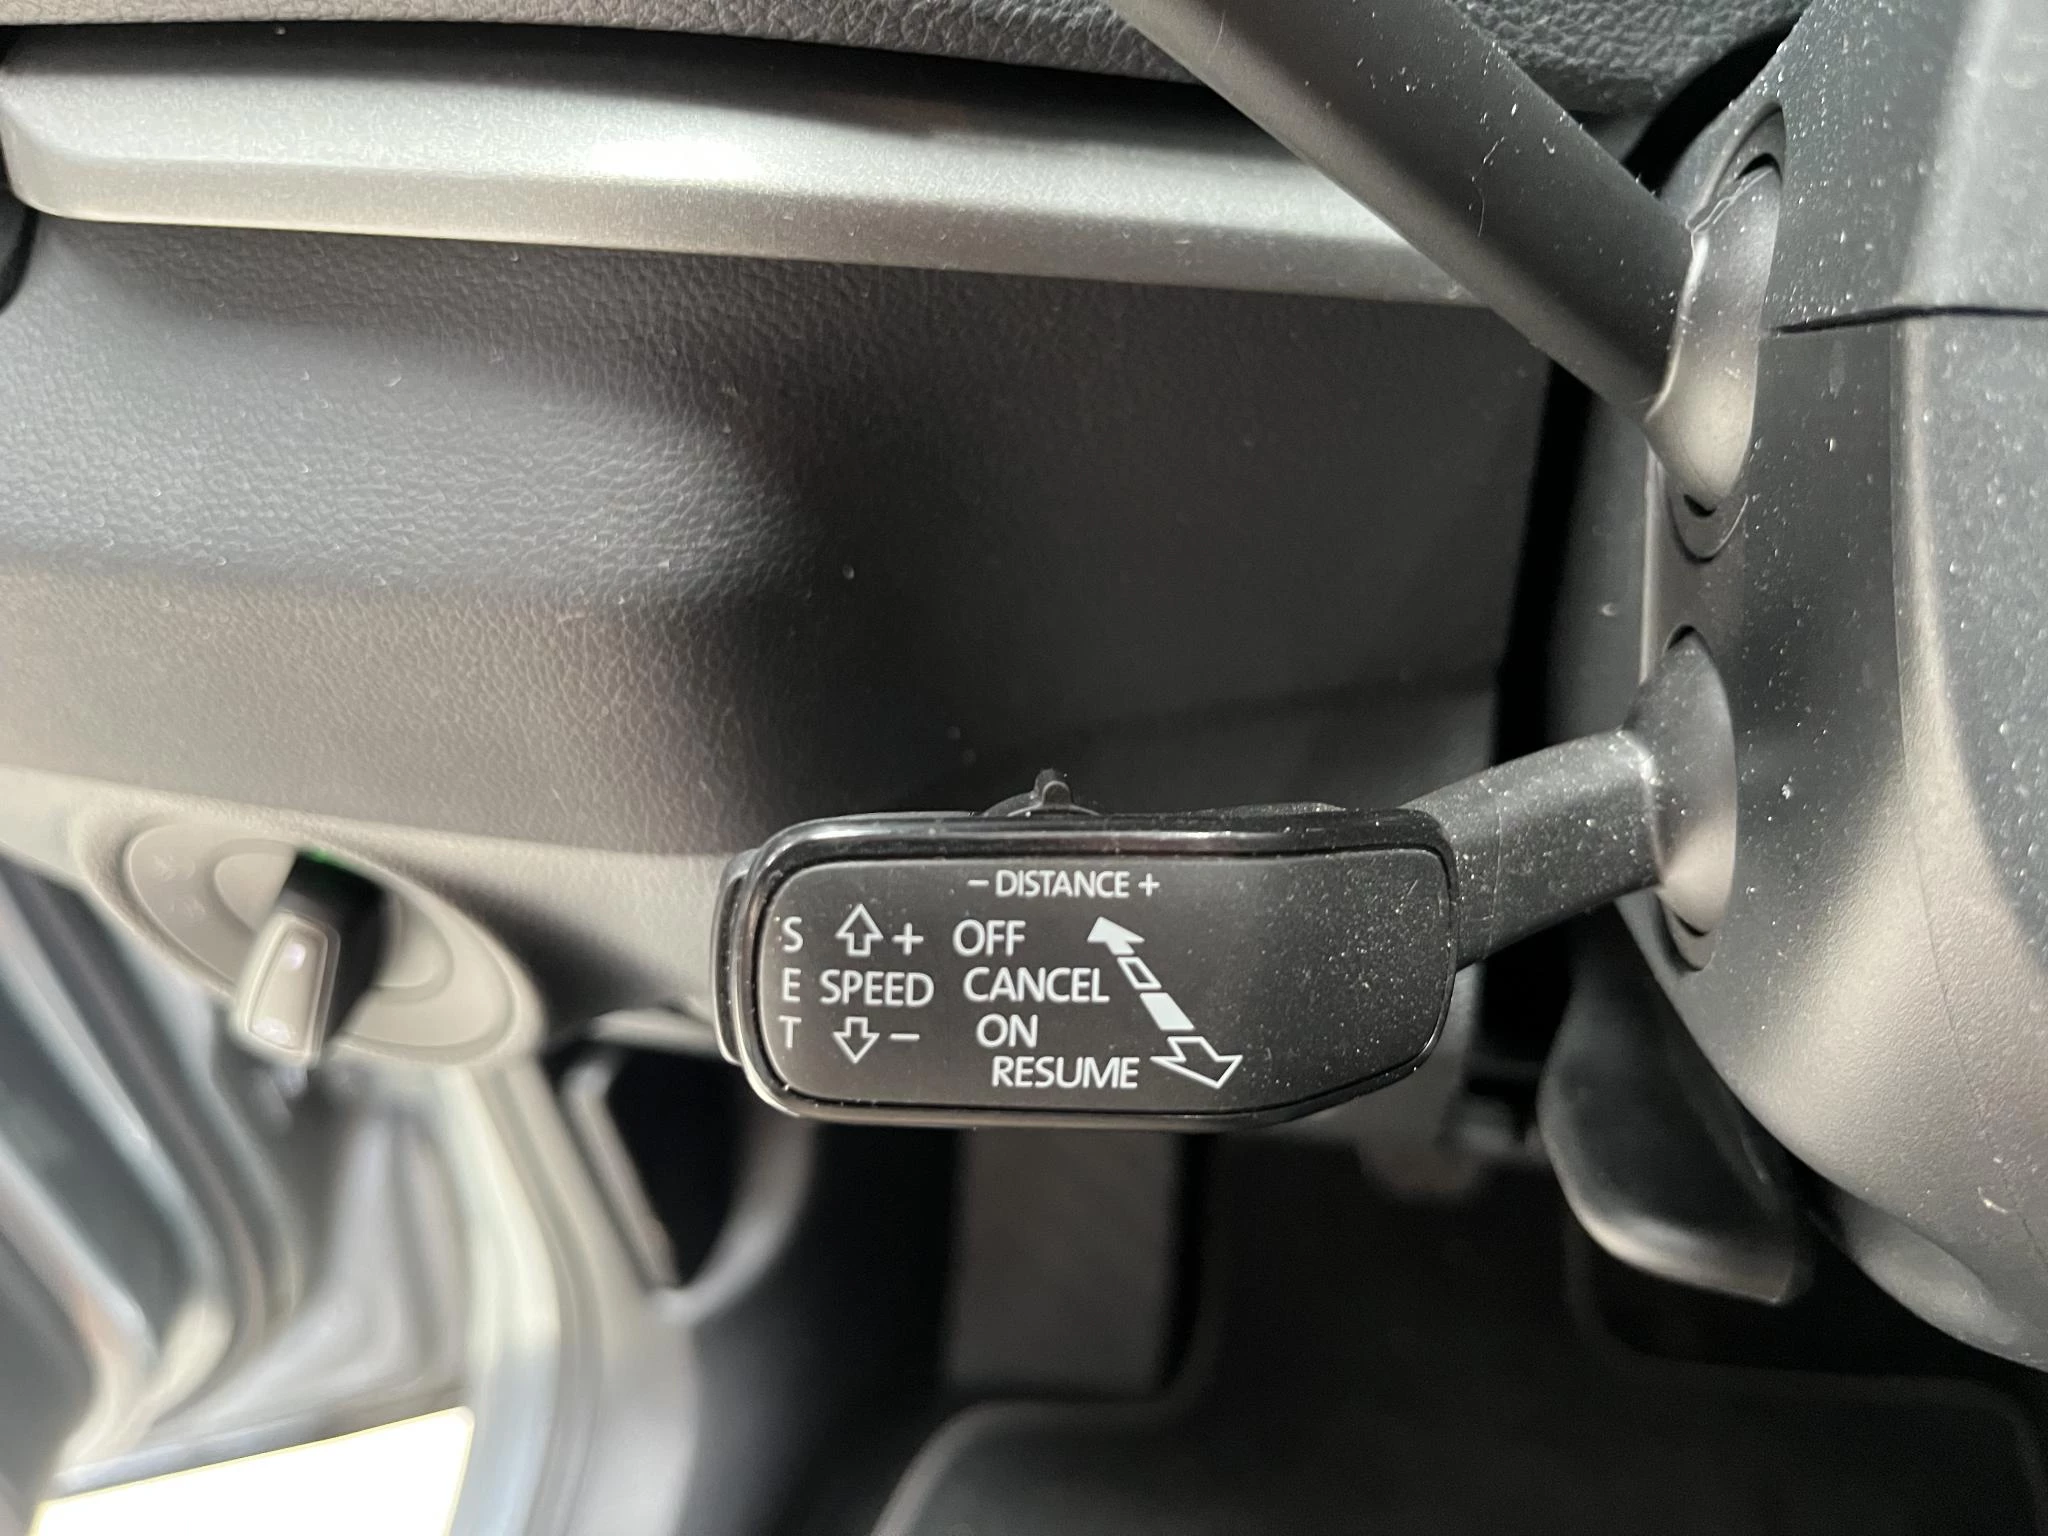 − DISTANCE +
S + OFF
E SPEED CANCEL
T − ON
RESUME